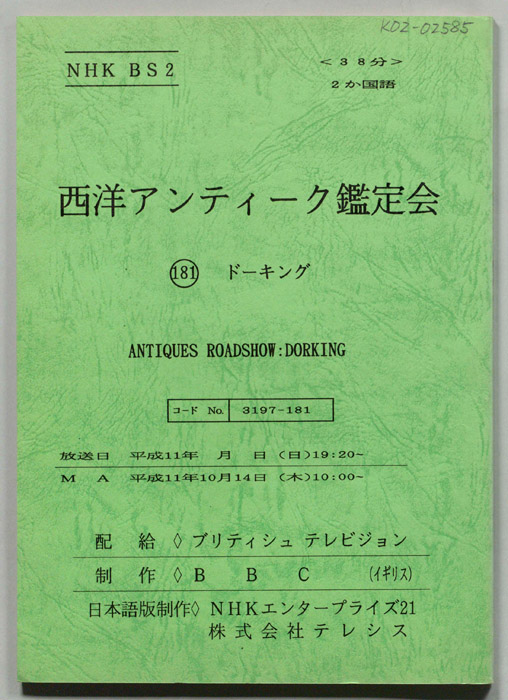 KO2-02585
NHK BS2
<38分>
2か国語
西洋アンティーク鑑定会
181 ドーキング
ANTIQUES ROADSHOW:DORKING
コード No. 3197-181
放送日 平成11年 月 日 (日)19:20~
M A 平成11年10月14日 (木)10:00~
配 給 ◇ ブリティシュ テレビジョン
制 作 ◇ B B C (イギリス)
日本語版制作◇ NHKエンタープライズ21
株式会社テレシス